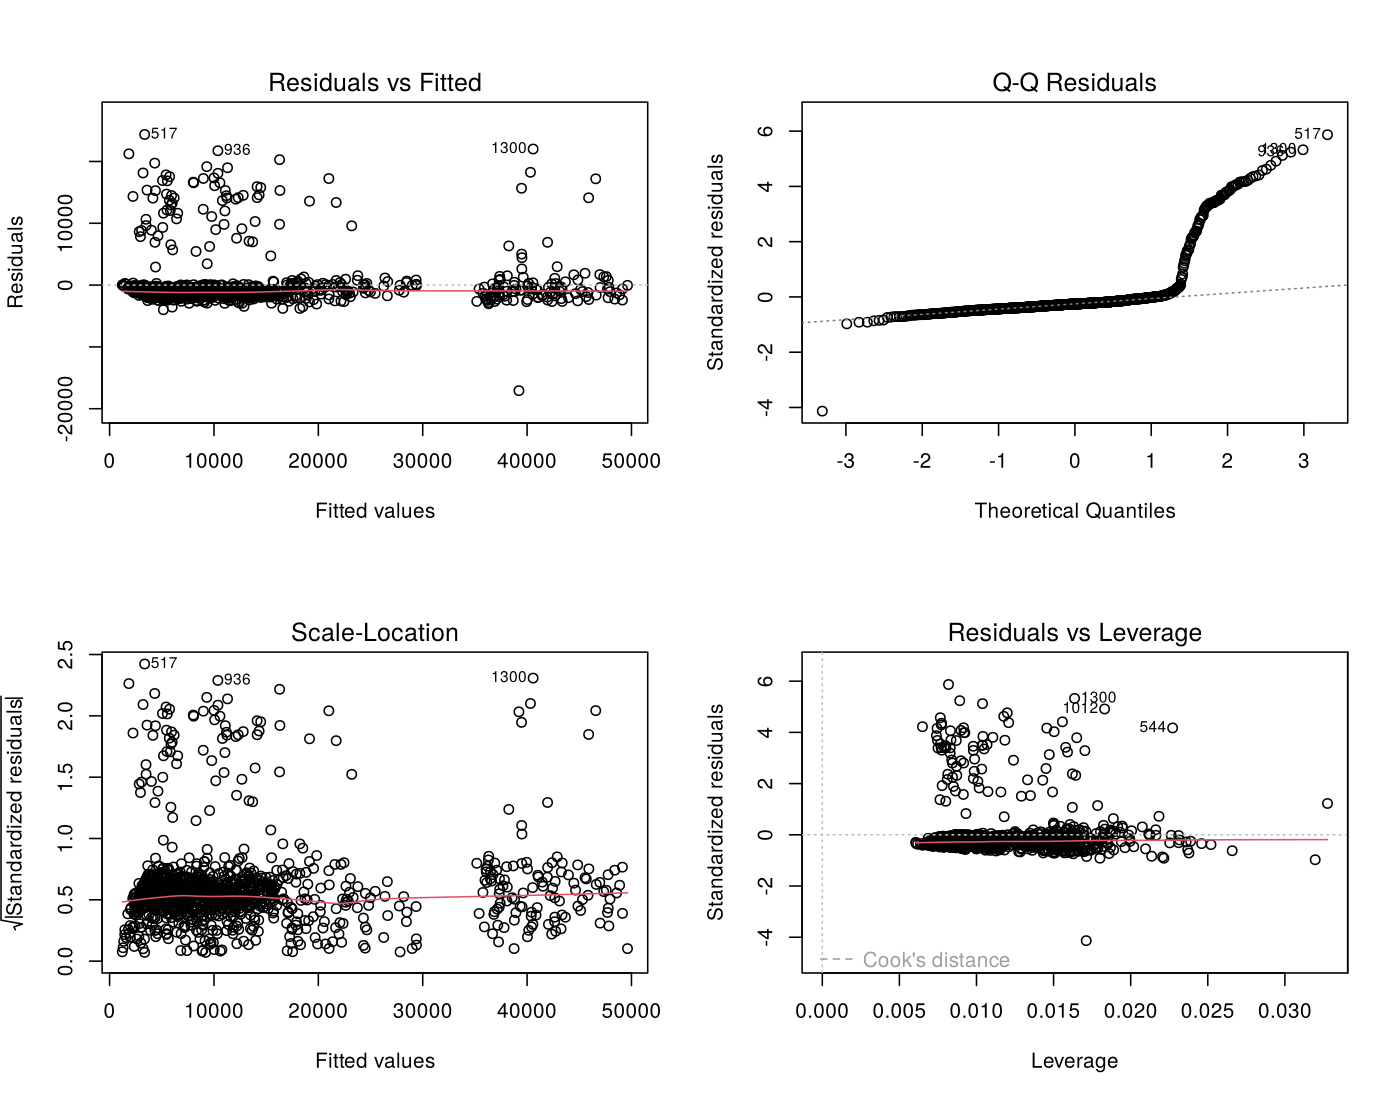 Residuals vs Fitted
Residuals
10000
0
-20000
517
936
1300
0 10000 20000 30000 40000 50000
Fitted values
Q-Q Residuals
Standardized residuals
6
4
2
0
-2
-4
517
1300
936
-3 -2 -1 0 1 2 3
Theoretical Quantiles
Scale-Location
√|Standardized residuals|
2.5
2.0
1.5
1.0
0.5
0.0
517
936
1300
0 10000 20000 30000 40000 50000
Fitted values
Residuals vs Leverage
Standardized residuals
6
4
2
0
-2
-4
1300
1012
544
Cook's distance
0.000 0.005 0.010 0.015 0.020 0.025 0.030
Leverage